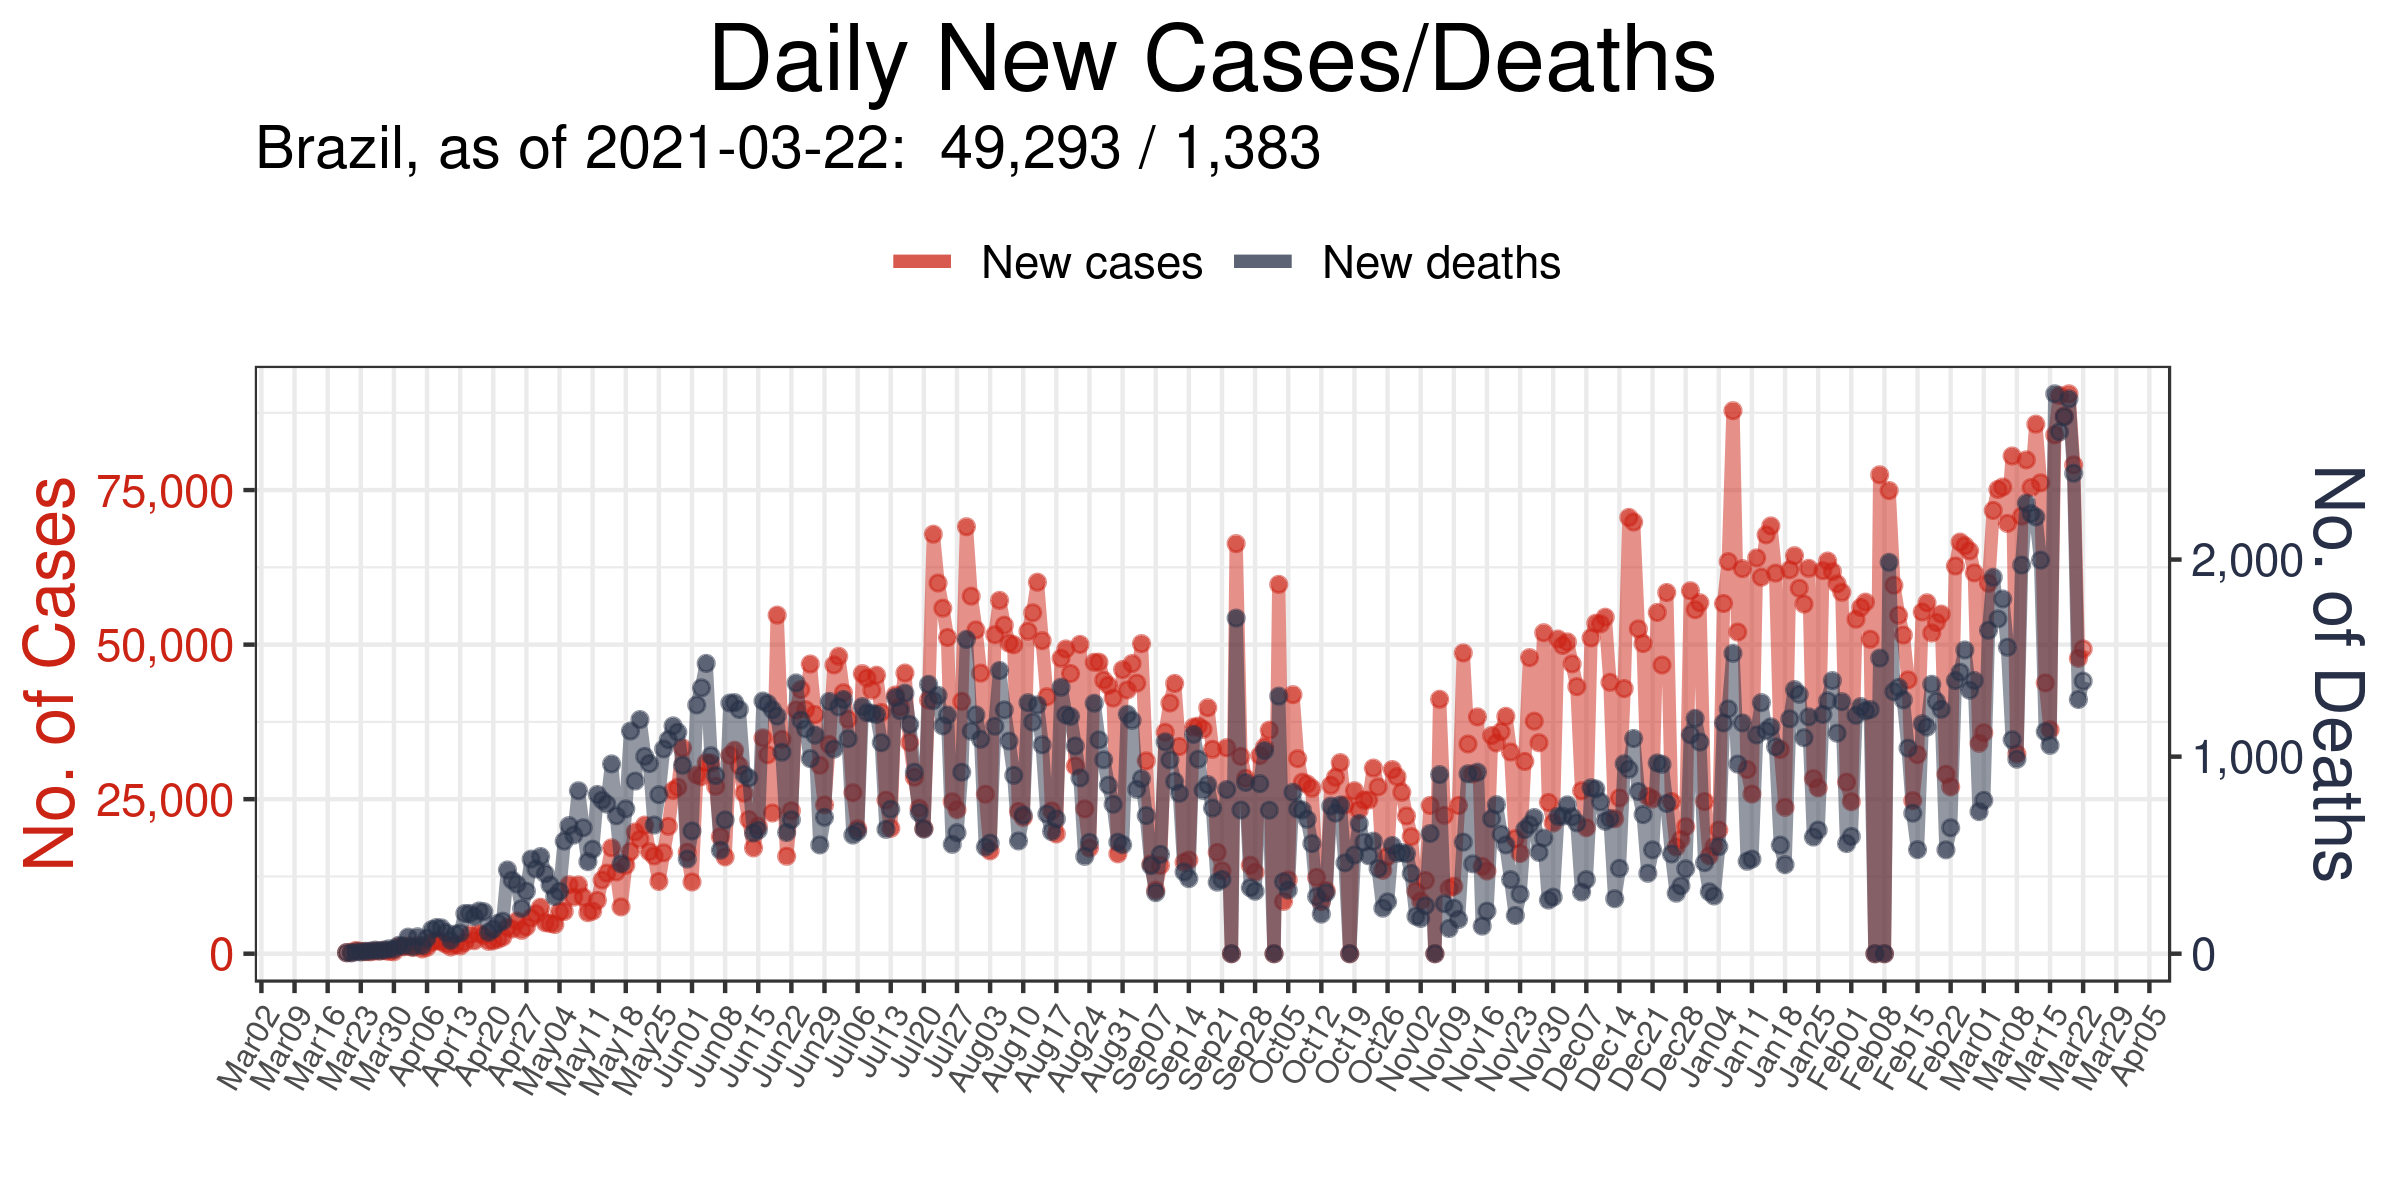 Daily New Cases/Deaths
Brazil, as of 2021-03-22:  49,293 / 1,383
New cases
New deaths
No. of Cases
75,000
50,000
25,000
0
2,000
1,000
0
No. of Deaths
Mar02
Mar09
Mar16
Mar23
Mar30
Apr06
Apr13
Apr20
Apr27
May04
May11
May18
May25
Jun01
Jun08
Jun15
Jun22
Jun29
Jul06
Jul13
Jul20
Jul27
Aug03
Aug10
Aug17
Aug24
Aug31
Sep07
Sep14
Sep21
Sep28
Oct05
Oct12
Oct19
Oct26
Nov02
Nov09
Nov16
Nov23
Nov30
Dec07
Dec14
Dec21
Dec28
Jan04
Jan11
Jan18
Jan25
Feb01
Feb08
Feb15
Feb22
Mar01
Mar08
Mar15
Mar22
Mar29
Apr05